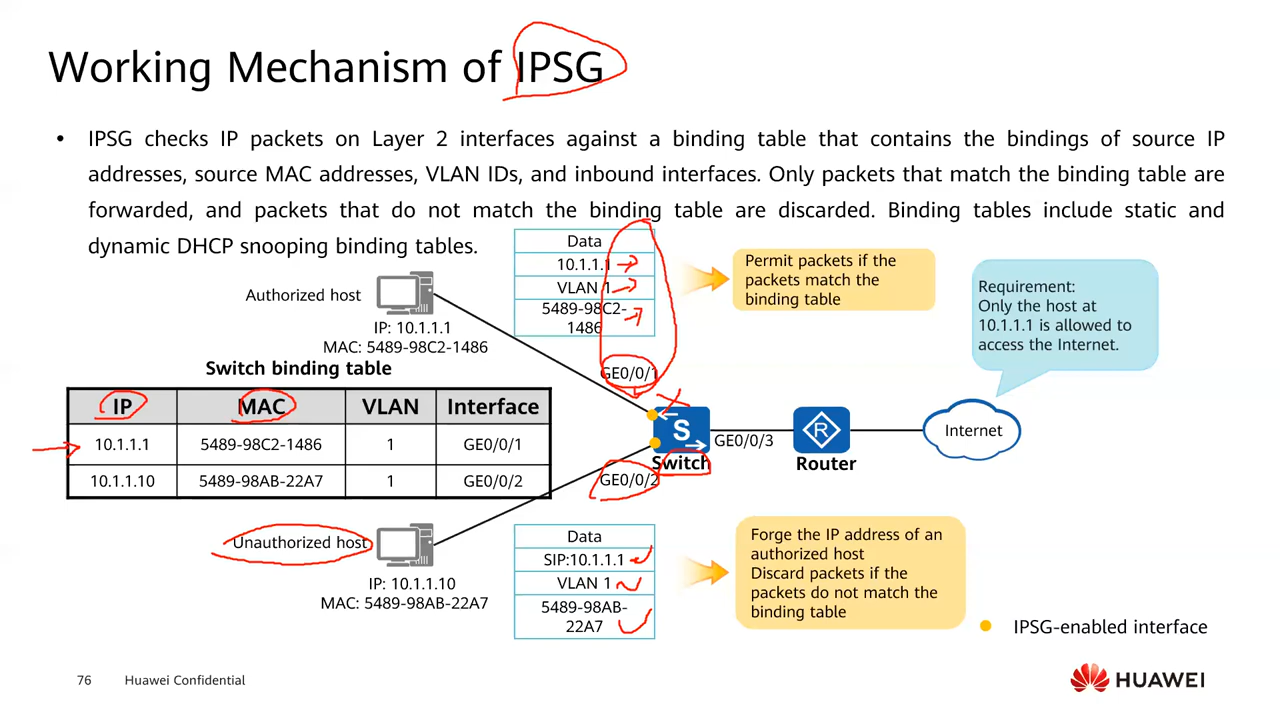 Working Mechanism of IPSG
• IPSG checks IP packets on Layer 2 interfaces against a binding table that contains the bindings of source IP
addresses, source MAC addresses, VLAN IDs, and inbound interfaces. Only packets that match the binding table are
forwarded, and packets that do not match the binding table are discarded. Binding tables include static and
dynamic DHCP snooping binding tables.
Data
10.1.1.1
VLAN 1
5489-98C2-
1486
Permit packets if the
packets match the
binding table
Requirement:
Only the host at
10.1.1.1 is allowed to
access the Internet.
Authorized host
IP: 10.1.1.1
MAC: 5489-98C2-1486
Switch binding table
IP MAC VLAN Interface
10.1.1.1 5489-98C2-1486 1 GE0/0/1
10.1.1.10 5489-98AB-22A7 1 GE0/0/2
GE0/0/1
S
Switch
GE0/0/2
GE0/0/3
R
Router
Internet
Unauthorized host
IP: 10.1.1.10
MAC: 5489-98AB-22A7
Data
SIP:10.1.1.1
VLAN 1
5489-98AB-
22A7
Forge the IP address of an
authorized host
Discard packets if the
packets do not match the
binding table
IPSG-enabled interface
76 Huawei Confidential
HUAWEI